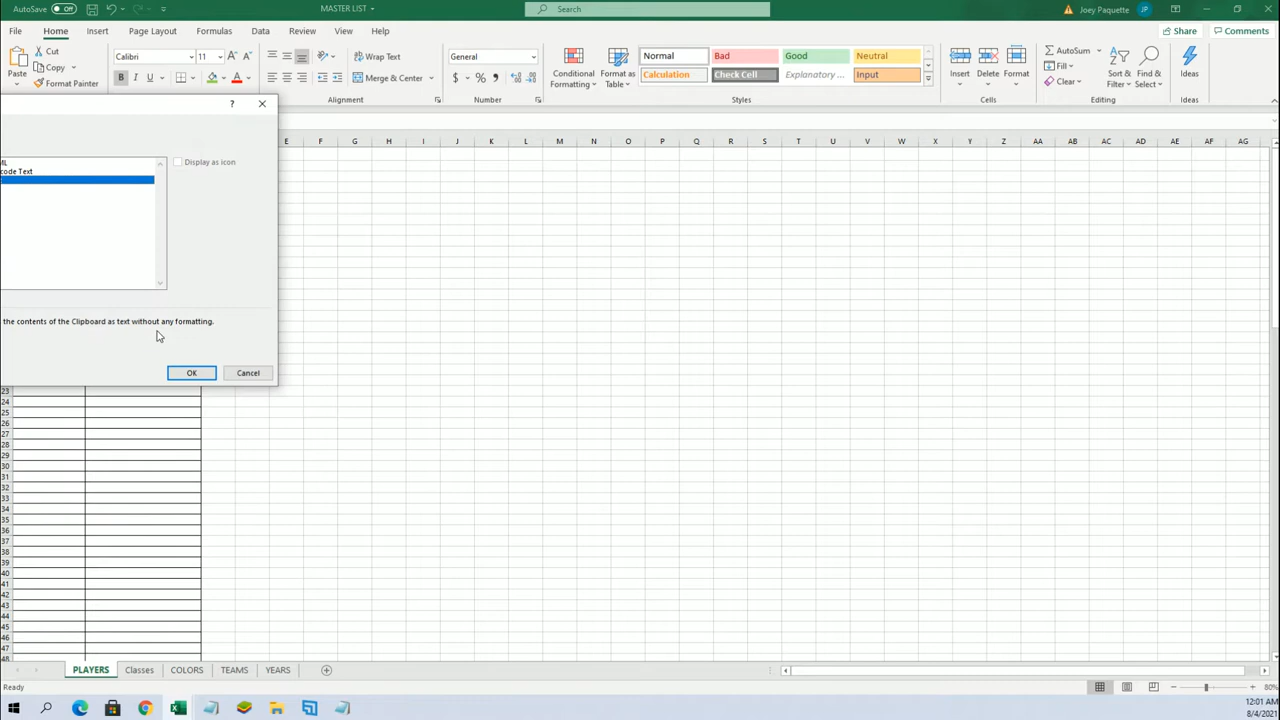 AutoSave Off MASTER LIST Search Joey Paquette JP
File Home Insert Page Layout Formulas Data Review View Help Share Comments
Paste Cut Copy Format Painter
Calibri 11 B I U A
Wrap Text Merge & Center
General $ % ,
Conditional Formatting Format as Table
Normal Bad Good Neutral
Calculation Check Cell Explanatory ... Input
Insert Delete Format
AutoSum Fill Clear Sort & Filter Find & Select Ideas
Alignment Number Styles Cells Editing Ideas
? ×
E F G H I J K L M N O P Q R S T U V W X Y Z AA AB AC AD AE AF AG
ML
code Text
Display as icon
the contents of the Clipboard as text without any formatting.
OK Cancel
23
24
25
26
27
28
29
30
31
32
33
34
35
36
37
38
39
40
41
42
43
44
45
46
47
48
PLAYERS Classes COLORS TEAMS YEARS
Ready 80%
12:01 AM
8/4/2021